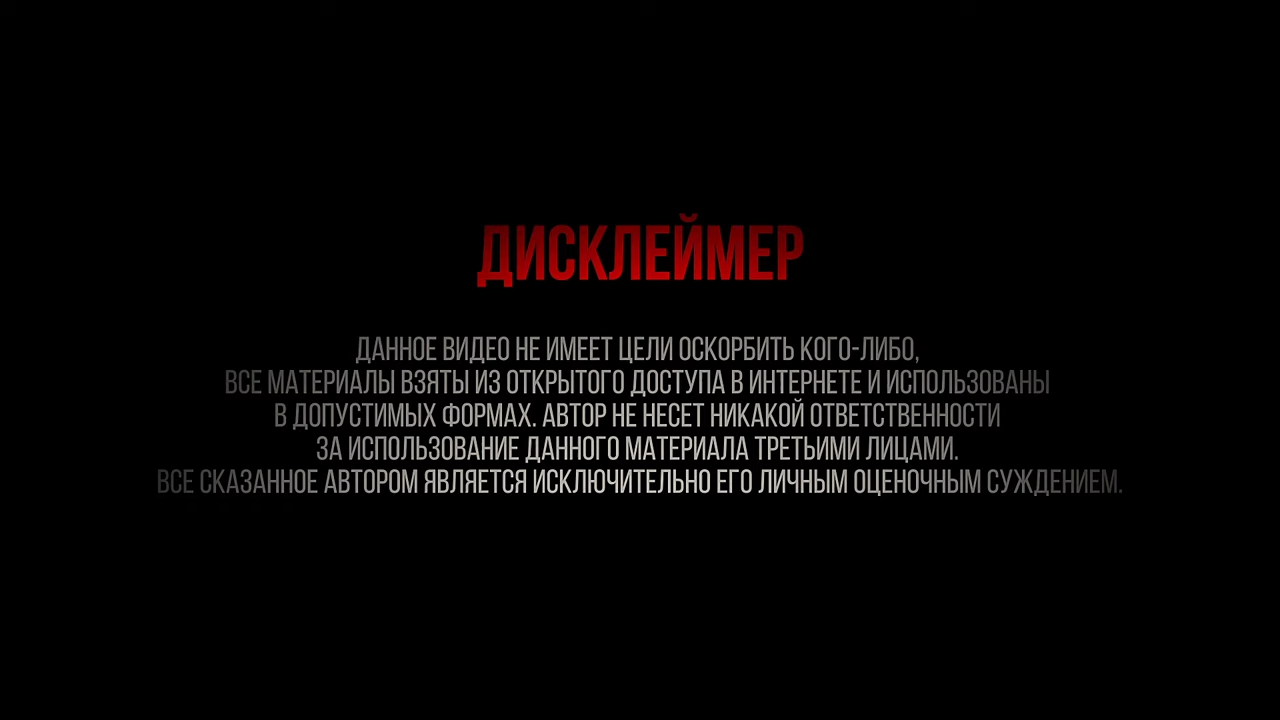 ДИСКЛЕЙМЕР
ДАННОЕ ВИДЕО НЕ ИМЕЕТ ЦЕЛИ ОСКОРБИТЬ КОГО-ЛИБО,
ВСЕ МАТЕРИАЛЫ ВЗЯТЫ ИЗ ОТКРЫТОГО ДОСТУПА В ИНТЕРНЕТЕ И ИСПОЛЬЗОВАНЫ
В ДОПУСТИМЫХ ФОРМАХ. АВТОР НЕ НЕСЕТ НИКАКОЙ ОТВЕТСТВЕННОСТИ
ЗА ИСПОЛЬЗОВАНИЕ ДАННОГО МАТЕРИАЛА ТРЕТЬИМИ ЛИЦАМИ.
ВСЕ СКАЗАННОЕ АВТОРОМ ЯВЛЯЕТСЯ ИСКЛЮЧИТЕЛЬНО ЕГО ЛИЧНЫМ ОЦЕНОЧНЫМ СУЖДЕНИЕМ.